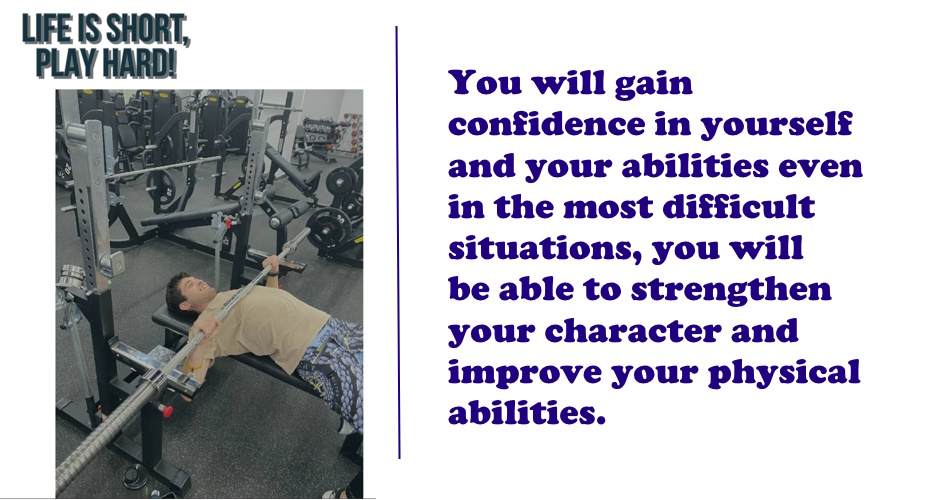 LIFE IS SHORT,
PLAY HARD!
You will gain
confidence in yourself
and your abilities even
in the most difficult
situations, you will
be able to strengthen
your character and
improve your physical
abilities.